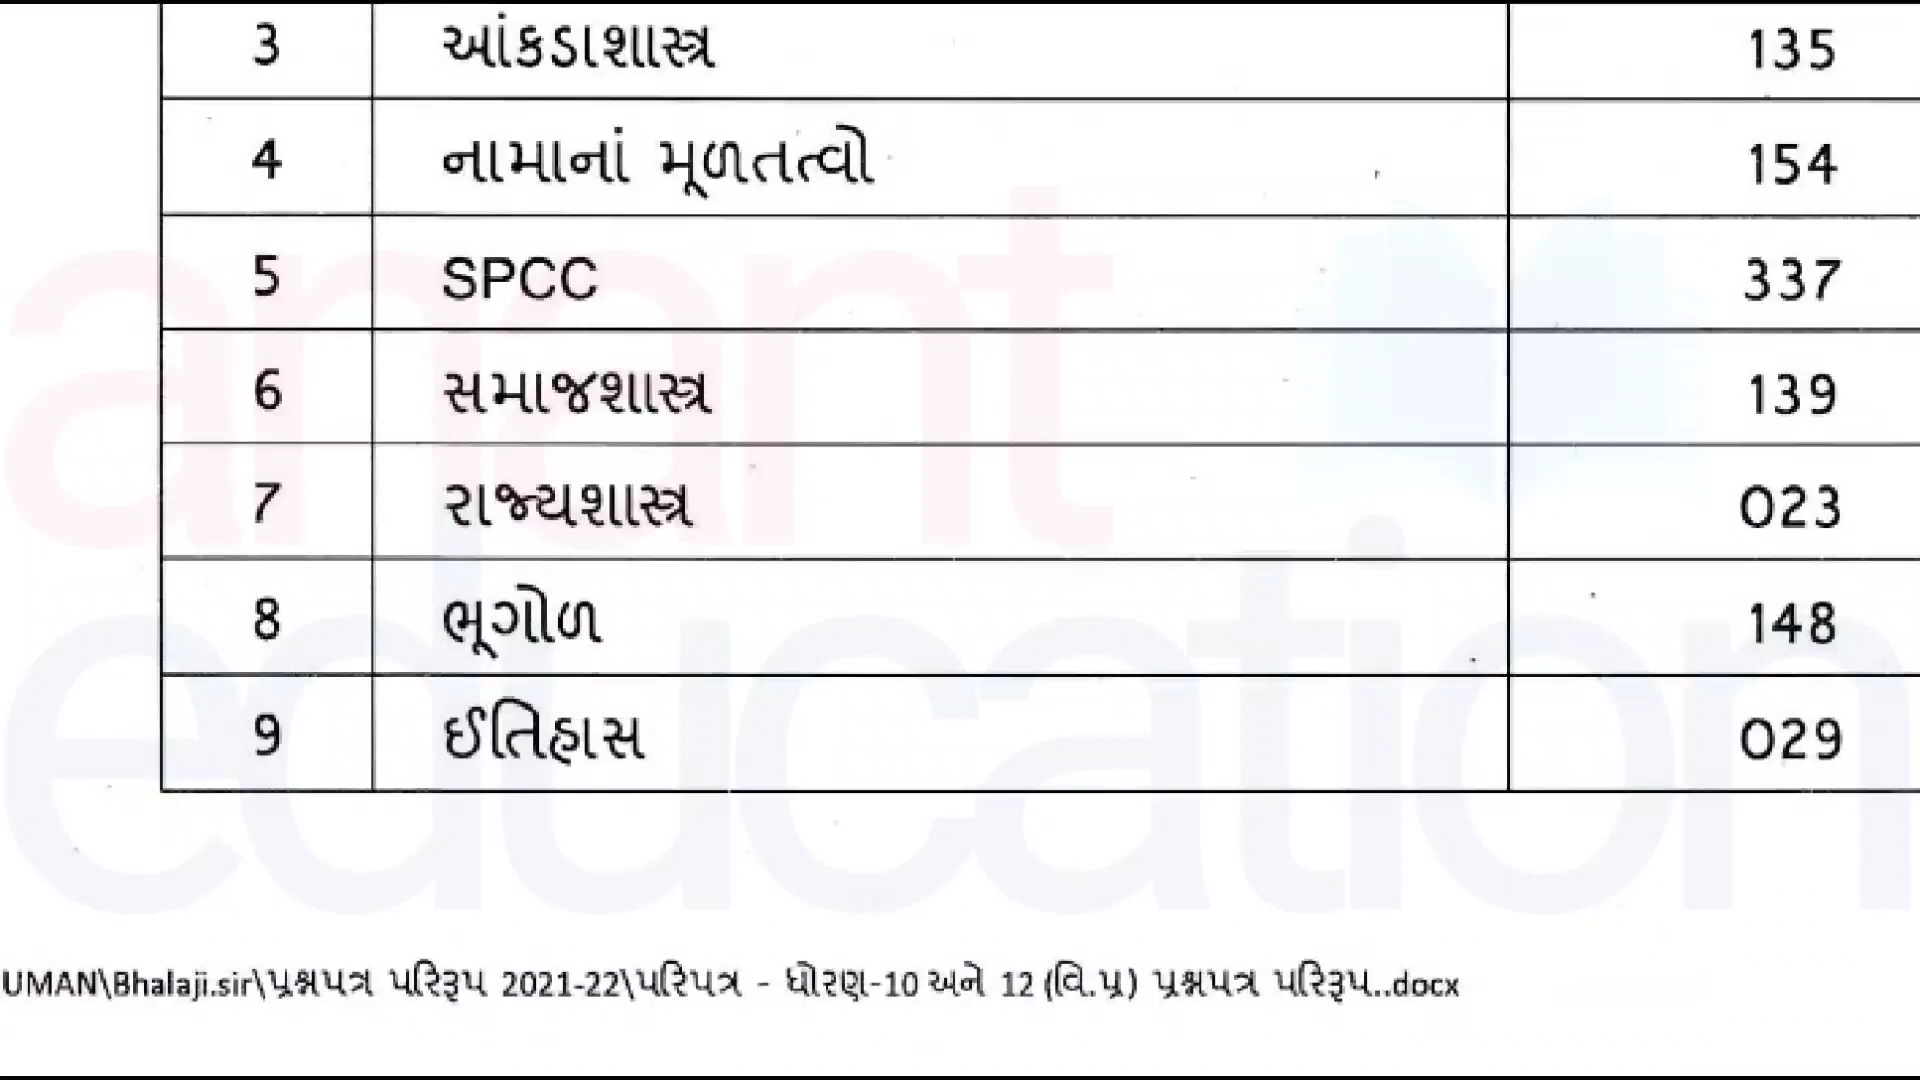 3 આંકડાશાસ્ત્ર 135
4 નામાનાં મૂળતત્વો 154
5 SPCC 337
6 સમાજશાસ્ત્ર 139
7 રાજ્યશાસ્ત્ર 023
8 ભૂગોળ 148
9 ઈતિહાસ 029
anant
education
UMAN\Bhalaji.sir\પ્રશ્નપત્ર પરિરૂપ 2021-22\પરિપત્ર - ધોરણ-10 અને 12 (વિ.પ્ર) પ્રશ્નપત્ર પરિરૂપ..docx